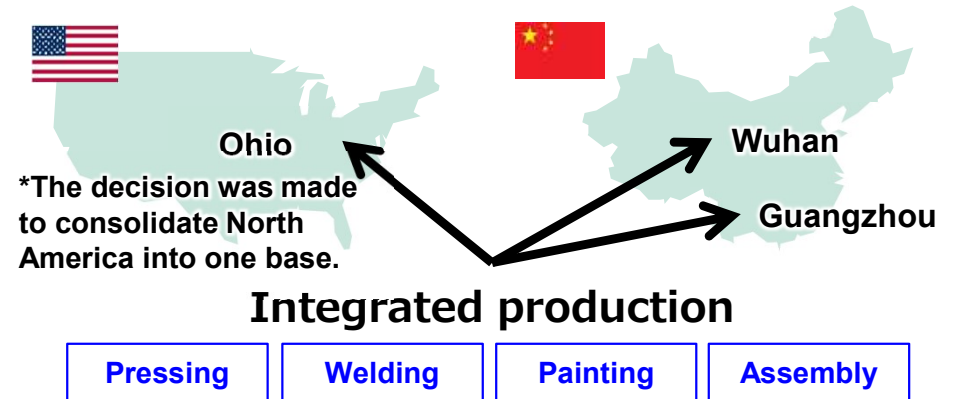 Ohio
*The decision was made
to consolidate North
America into one base.
Wuhan
Guangzhou
Integrated production
Pressing
Welding
Painting
Assembly